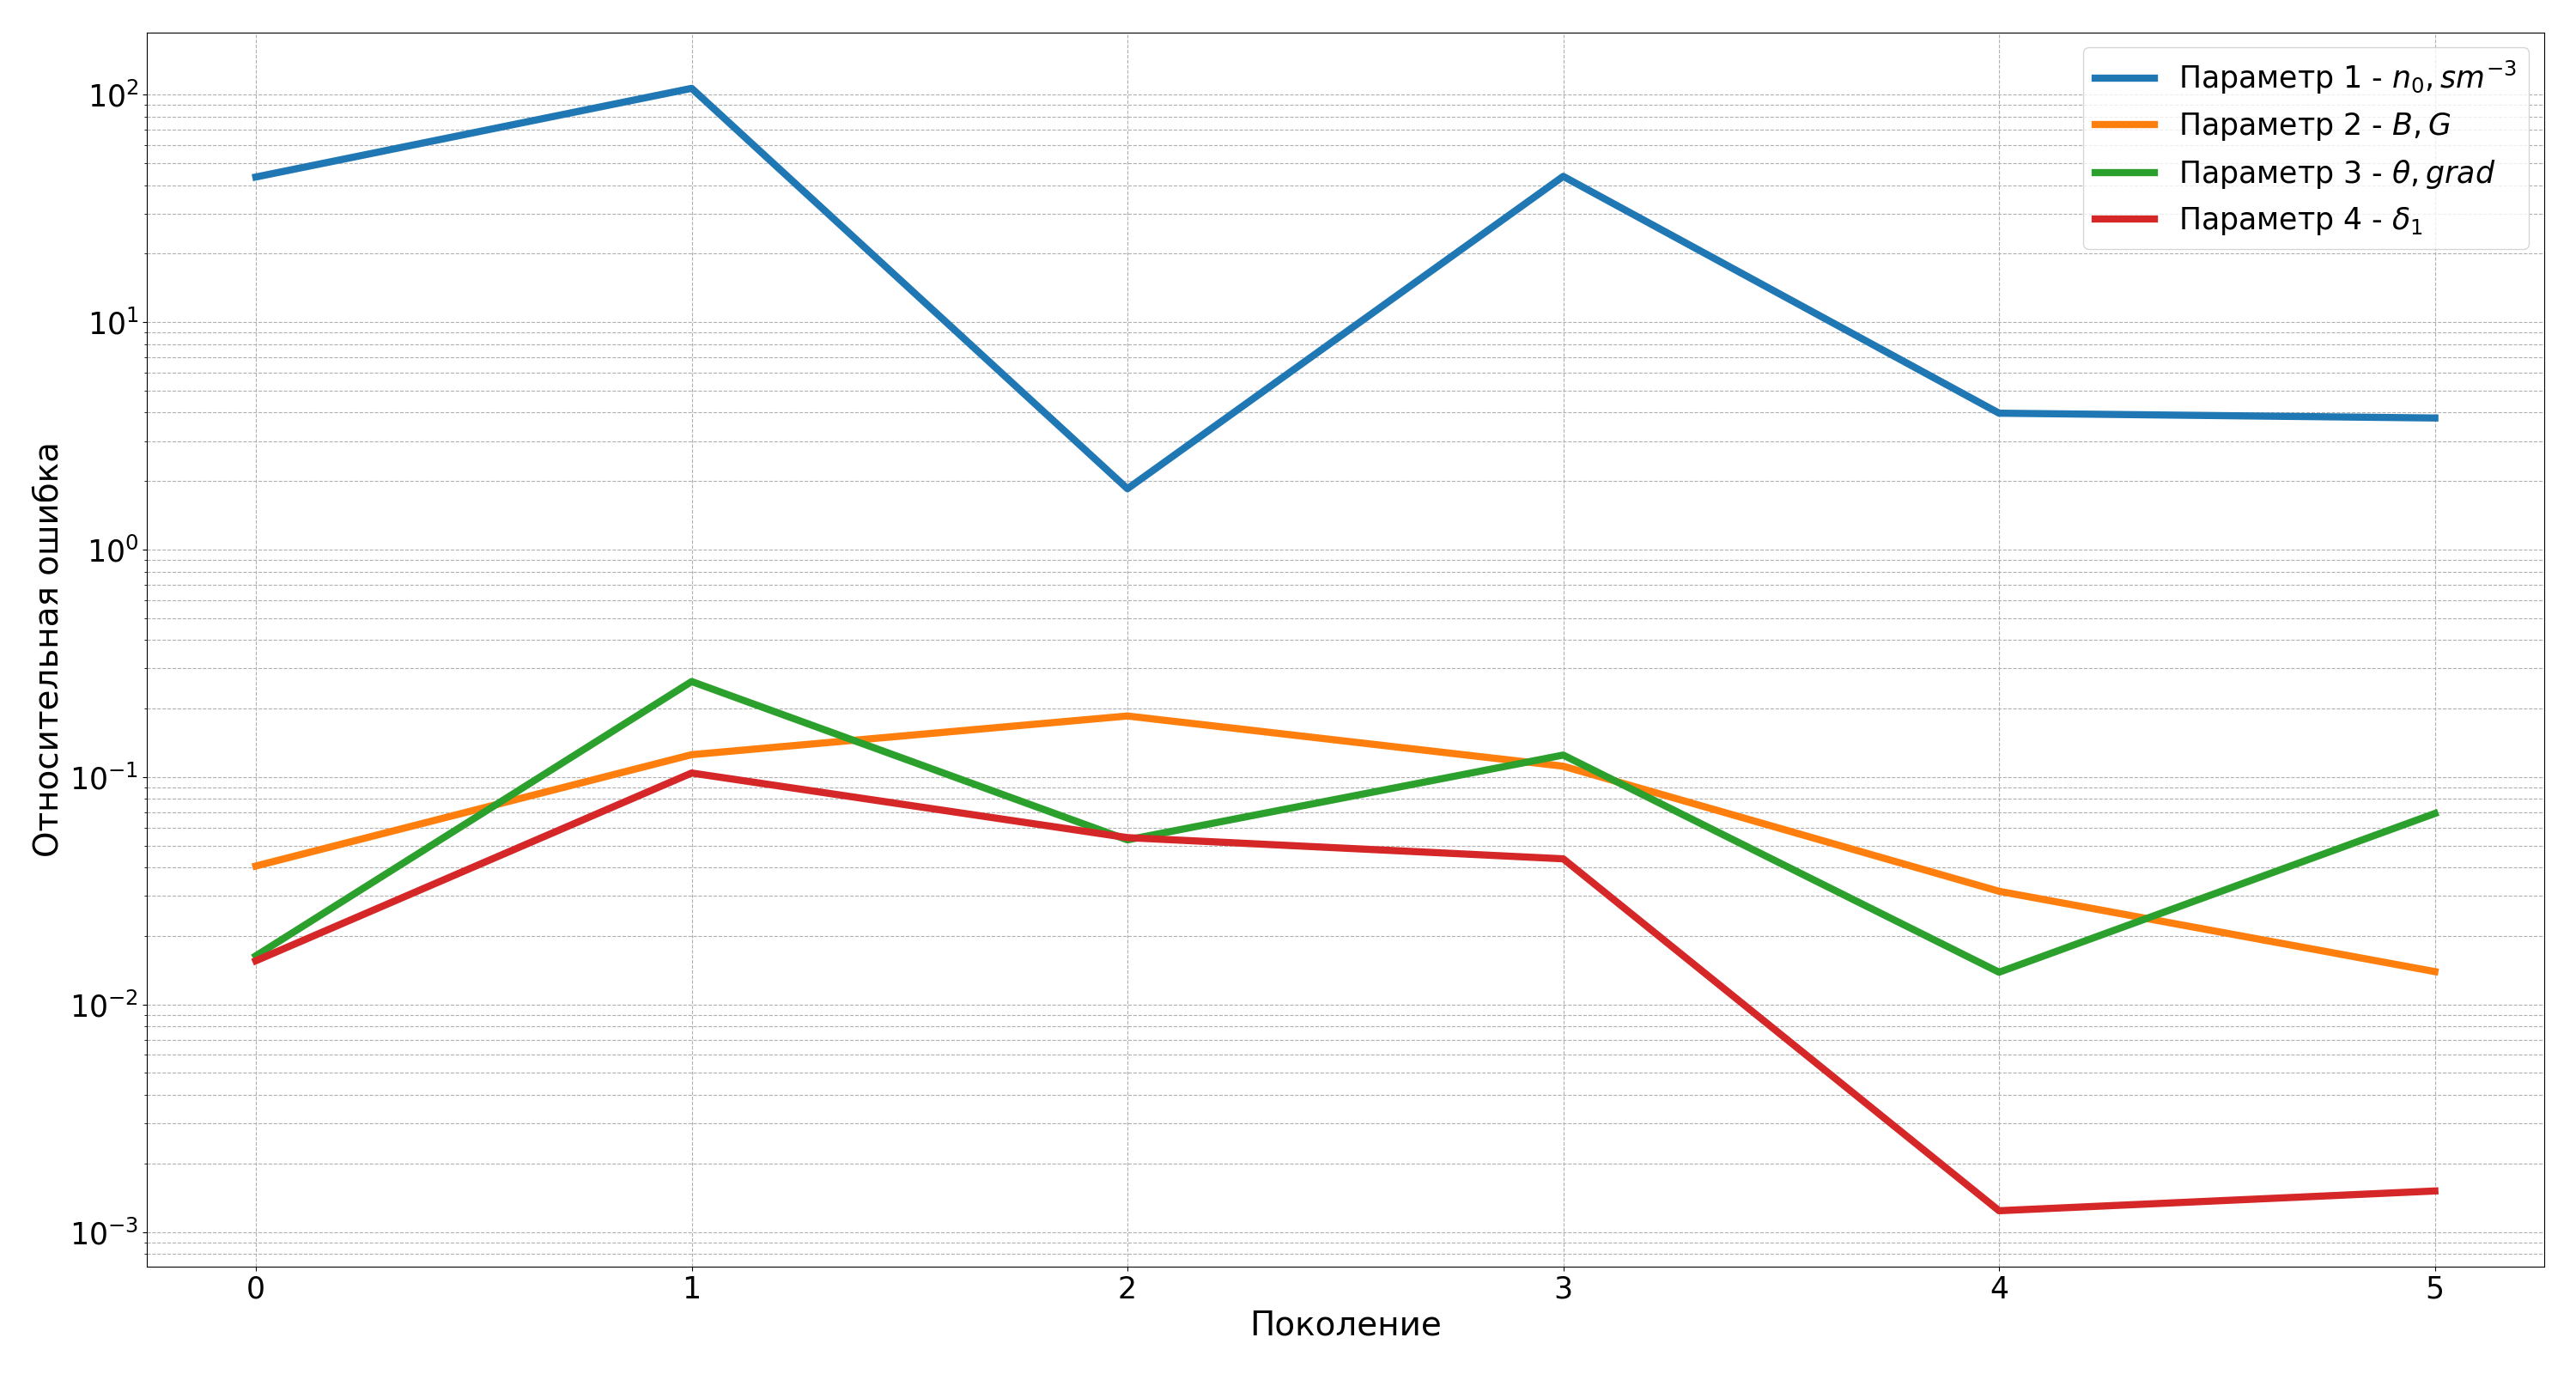 Относительная ошибка
10²
10¹
10⁰
10⁻¹
10⁻²
10⁻³
Параметр 1 - n₀, sm⁻³
Параметр 2 - B, G
Параметр 3 - θ, grad
Параметр 4 - δ₁
0 1 2 3 4 5
Поколение